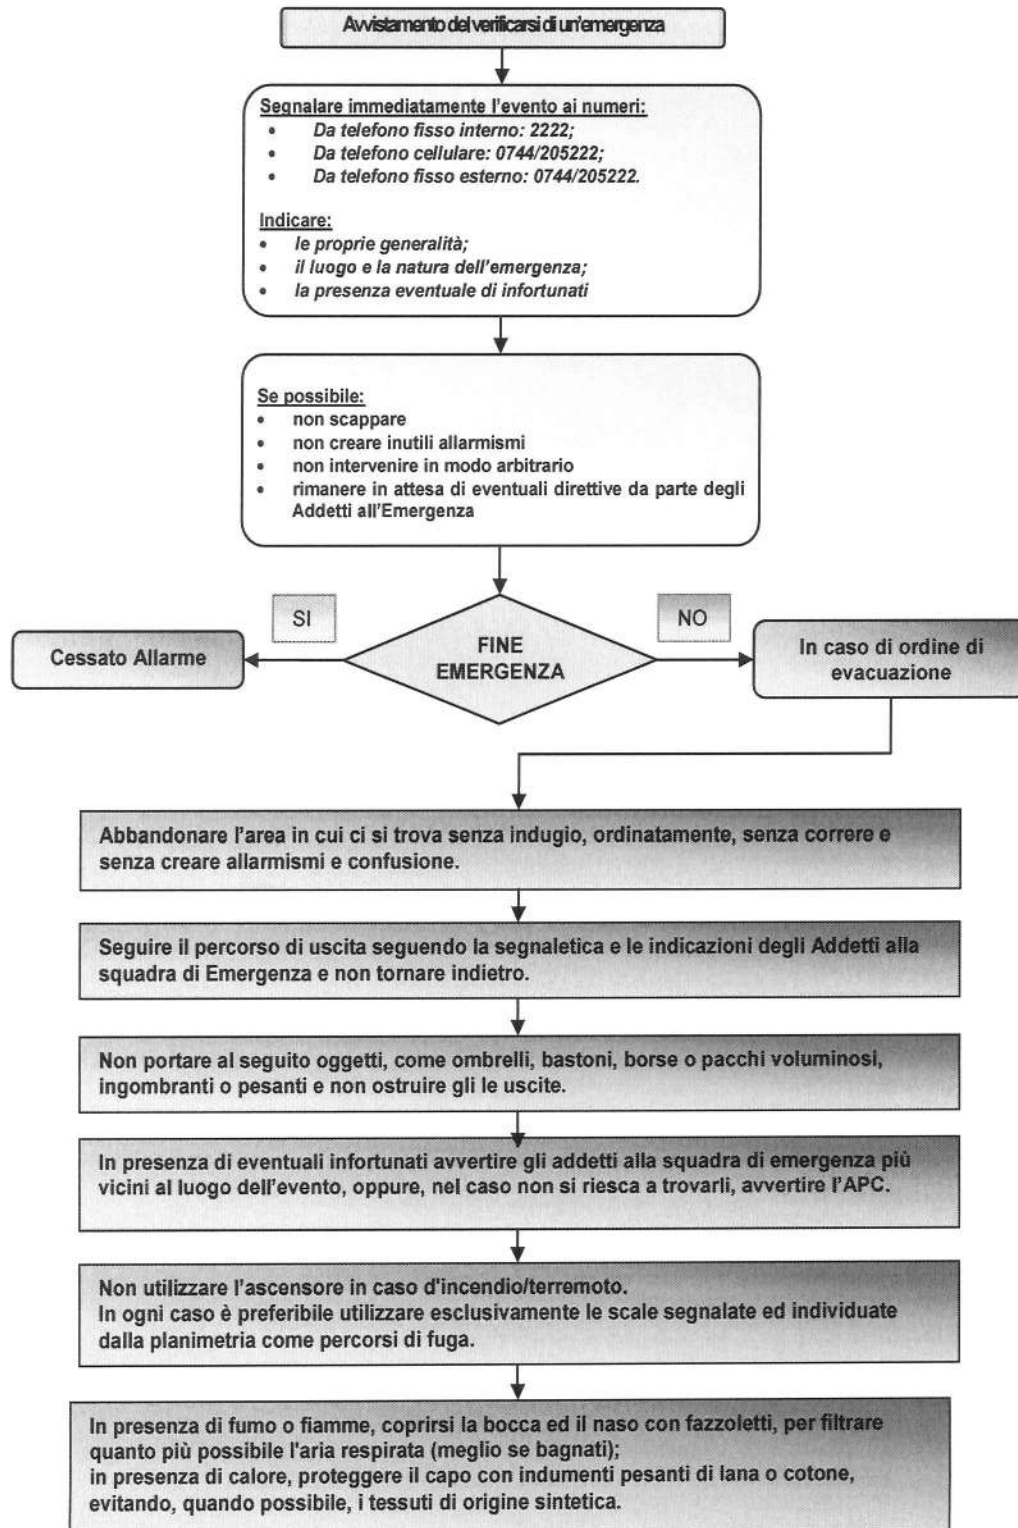 Avvistamento del verificarsi di un'emergenza
Segnalare immediatamente l'evento ai numeri:
• Da telefono fisso interno: 2222;
• Da telefono cellulare: 0744/205222;
• Da telefono fisso esterno: 0744/205222.
Indicare:
• le proprie generalità;
• il luogo e la natura dell'emergenza;
• la presenza eventuale di infortunati
Se possibile:
• non scappare
• non creare inutili allarmismi
• non intervenire in modo arbitrario
• rimanere in attesa di eventuali direttive da parte degli
Addetti all'Emergenza
SI
NO
Cessato Allarme
FINE
EMERGENZA
In caso di ordine di
evacuazione
Abbandonare l'area in cui ci si trova senza indugio, ordinatamente, senza correre e
senza creare allarmismi e confusione.
Seguire il percorso di uscita seguendo la segnaletica e le indicazioni degli Addetti alla
squadra di Emergenza e non tornare indietro.
Non portare al seguito oggetti, come ombrelli, bastoni, borse o pacchi voluminosi,
ingombranti o pesanti e non ostruire gli le uscite.
In presenza di eventuali infortunati avvertire gli addetti alla squadra di emergenza più
vicini al luogo dell'evento, oppure, nel caso non si riesca a trovarli, avvertire l'APC.
Non utilizzare l'ascensore in caso d'incendio/terremoto.
In ogni caso è preferibile utilizzare esclusivamente le scale segnalate ed individuate
dalla planimetria come percorsi di fuga.
In presenza di fumo o fiamme, coprirsi la bocca ed il naso con fazzoletti, per filtrare
quanto più possibile l'aria respirata (meglio se bagnati);
in presenza di calore, proteggere il capo con indumenti pesanti di lana o cotone,
evitando, quando possibile, i tessuti di origine sintetica.